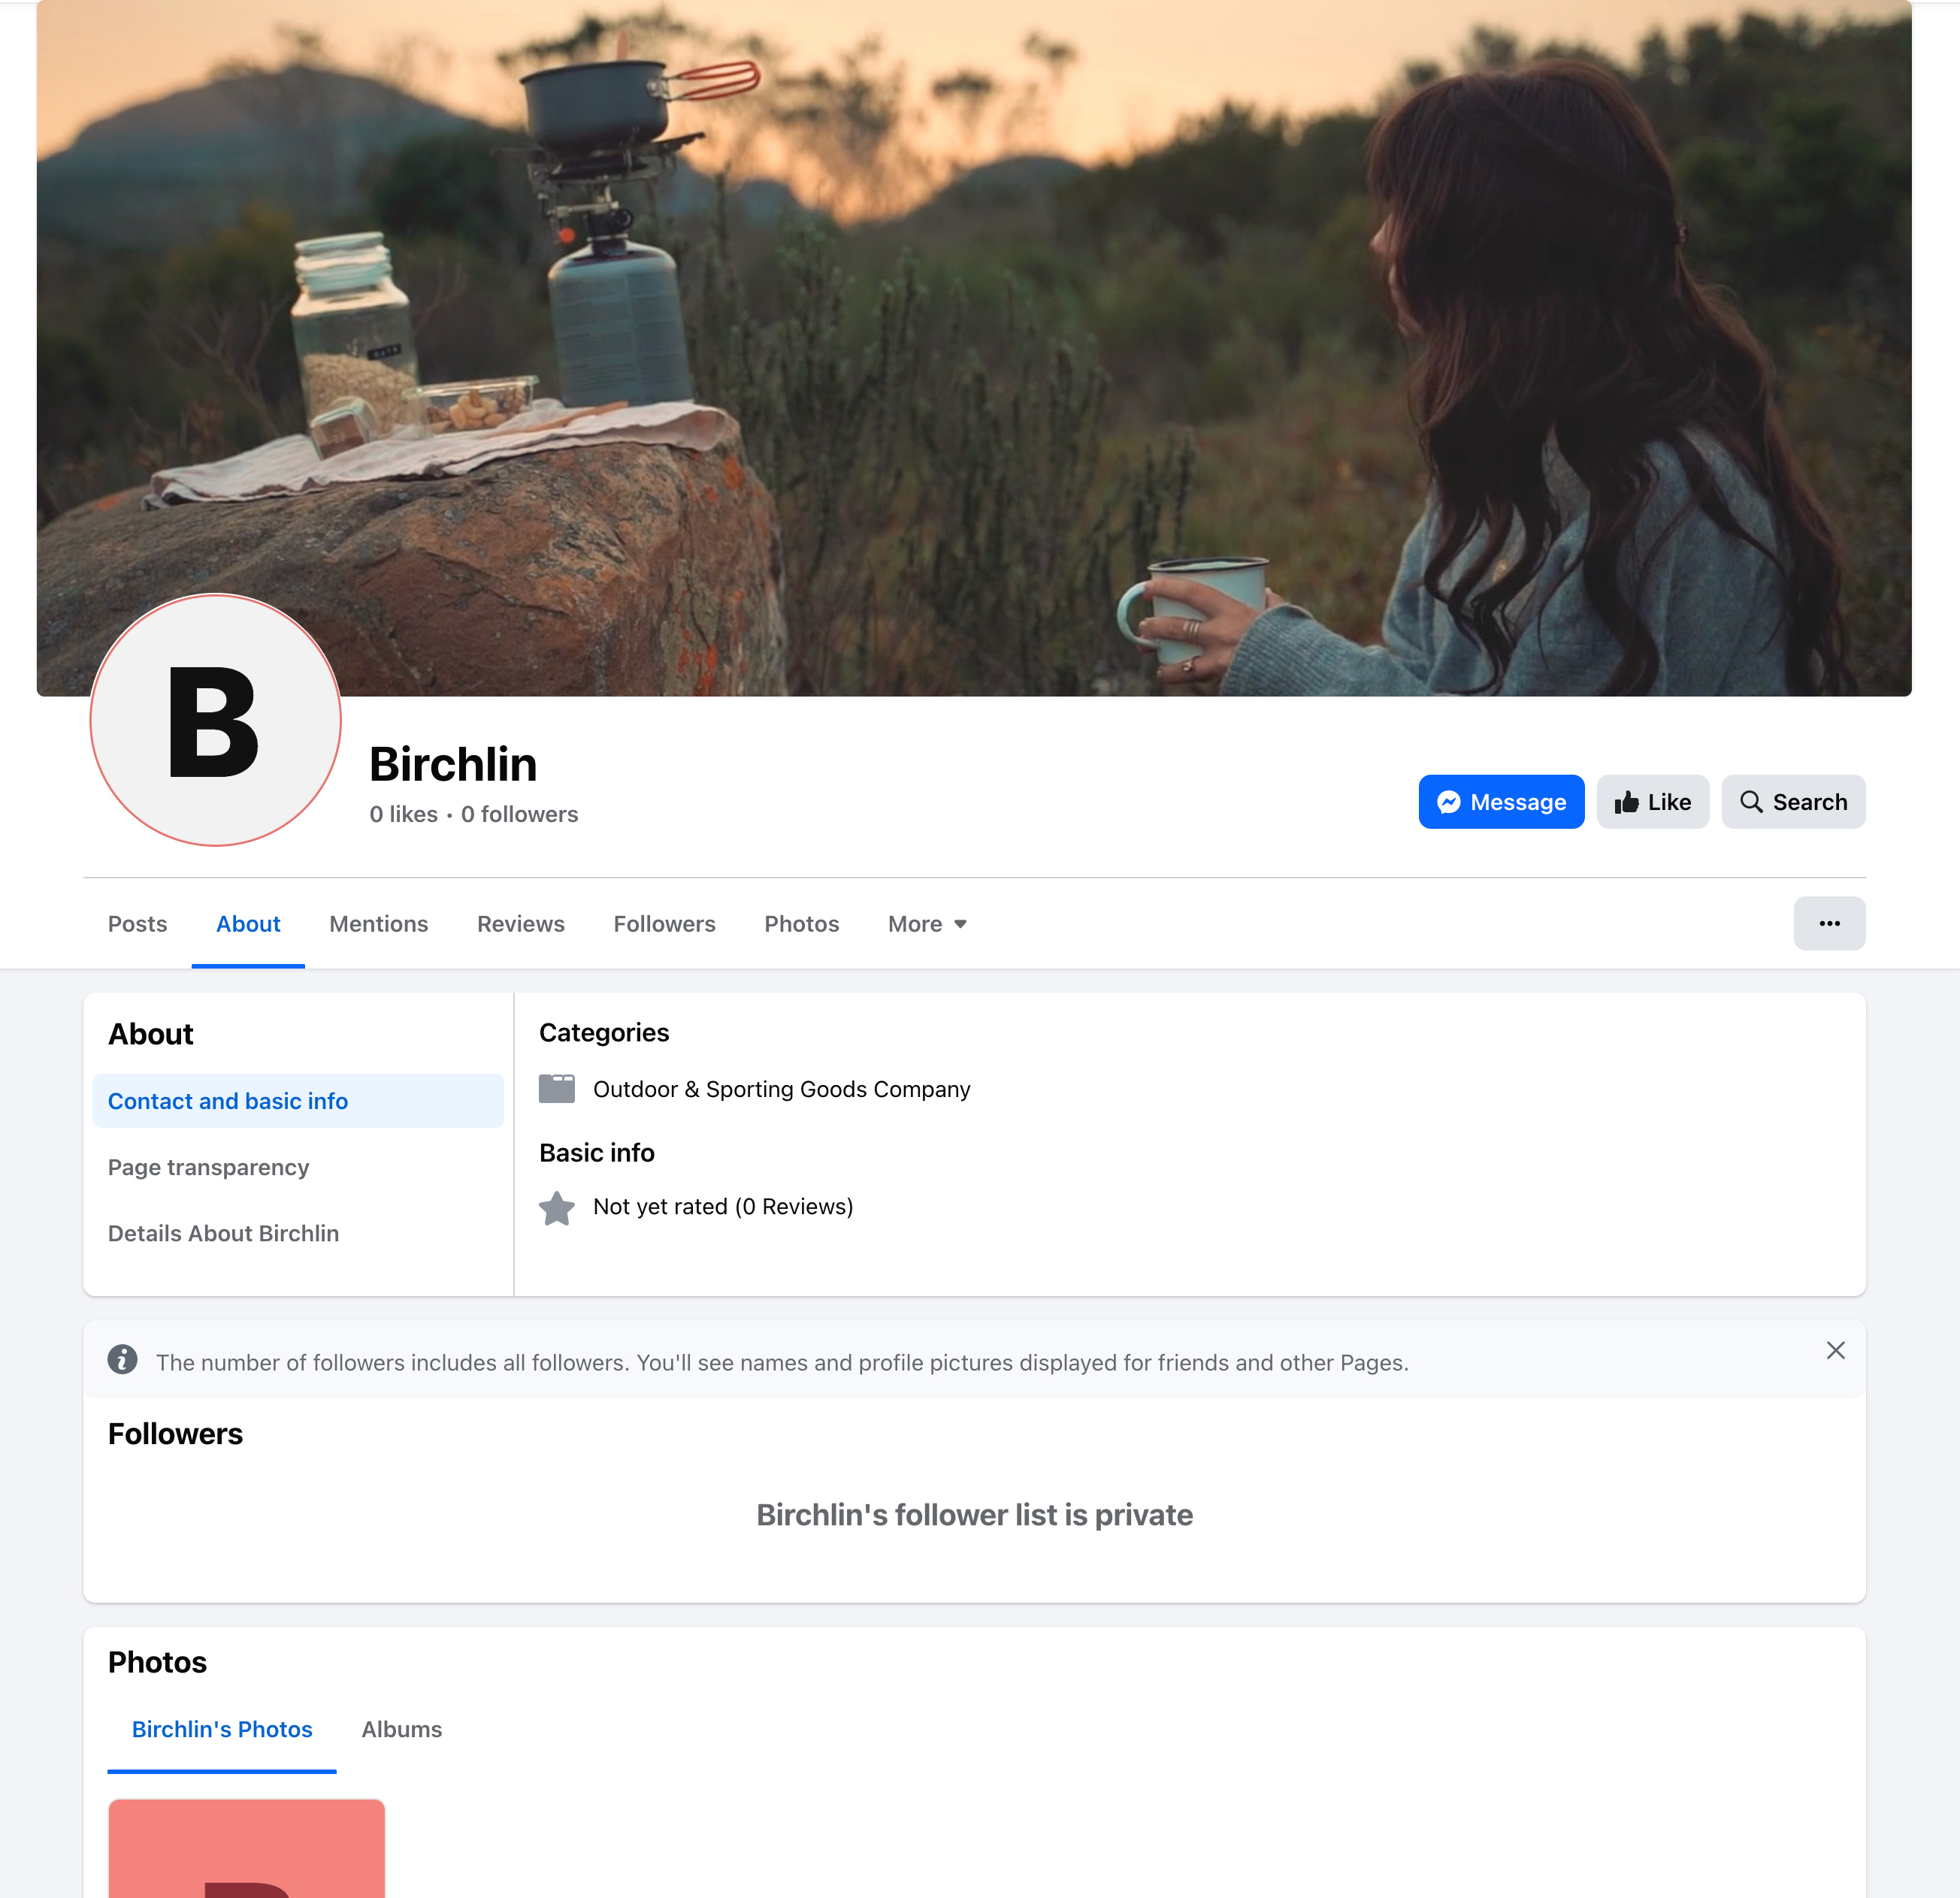 B
Birchlin
0 likes • 0 followers
Message
Like
Search
Posts
About
Mentions
Reviews
Followers
Photos
More
About
Contact and basic info
Page transparency
Details About Birchlin
Categories
Outdoor & Sporting Goods Company
Basic info
Not yet rated (0 Reviews)
The number of followers includes all followers. You'll see names and profile pictures displayed for friends and other Pages.
Followers
Birchlin's follower list is private
Photos
Birchlin's Photos
Albums